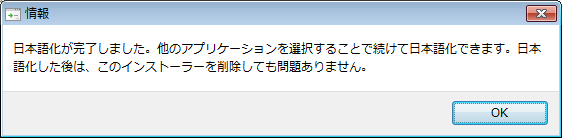 情報
日本語化が完了しました。他のアプリケーションを選択することで続けて日本語化できます。日本
語化した後は、このインストーラーを削除しても問題ありません。
OK